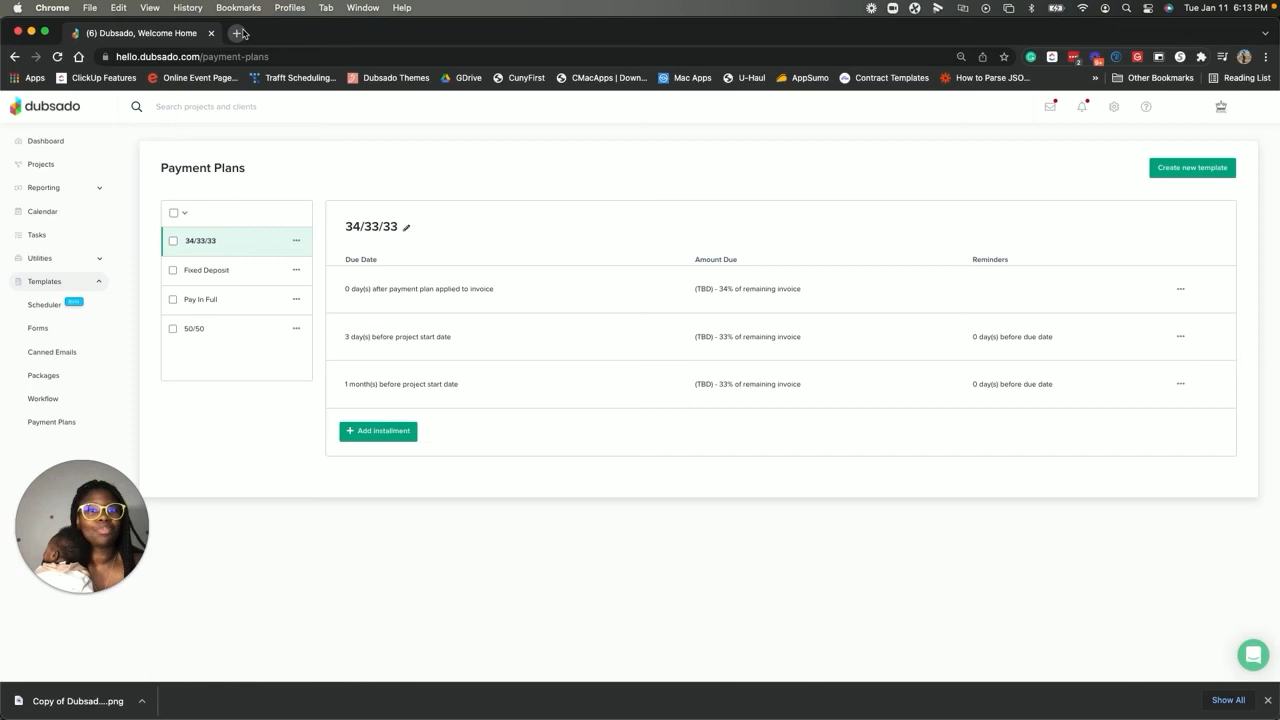 Chrome File Edit View History Bookmarks Profiles Tab Window Help Tue Jan 11 6:13 PM
(6) Dubsado, Welcome Home
hello.dubsado.com/payment-plans
Apps ClickUp Features Online Event Page... Trafft Scheduling... Dubsado Themes GDrive CunyFirst CMacApps | Down... Mac Apps U-Haul AppSumo Contract Templates How to Parse JSO... » Other Bookmarks Reading List
dubsado Search projects and clients
Dashboard
Projects
Reporting
Calendar
Tasks
Utilities
Templates
Scheduler
Forms
Canned Emails
Packages
Workflow
Payment Plans
Payment Plans Create new template
34/33/33
Fixed Deposit
Pay In Full
50/50
34/33/33
Due Date Amount Due Reminders
0 day(s) after payment plan applied to invoice (TBD) - 34% of remaining invoice
3 day(s) before project start date (TBD) - 33% of remaining invoice 0 day(s) before due date
1 month(s) before project start date (TBD) - 33% of remaining invoice 0 day(s) before due date
+ Add installment
Copy of Dubsad....png Show All